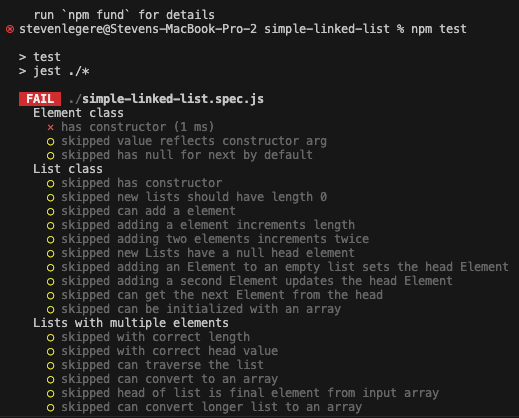 run `npm fund` for details
stevenlegere@Stevens-MacBook-Pro-2 simple-linked-list % npm test
> test
> jest ./*
FAIL ./simple-linked-list.spec.js
Element class
✕ has constructor (1 ms)
○ skipped value reflects constructor arg
○ skipped has null for next by default
List class
○ skipped has constructor
○ skipped new lists should have length 0
○ skipped can add a element
○ skipped adding a element increments length
○ skipped adding two elements increments twice
○ skipped new Lists have a null head element
○ skipped adding an Element to an empty list sets the head Element
○ skipped adding a second Element updates the head Element
○ skipped can get the next Element from the head
○ skipped can be initialized with an array
Lists with multiple elements
○ skipped with correct length
○ skipped with correct head value
○ skipped can traverse the list
○ skipped can convert to an array
○ skipped head of list is final element from input array
○ skipped can convert longer list to an array